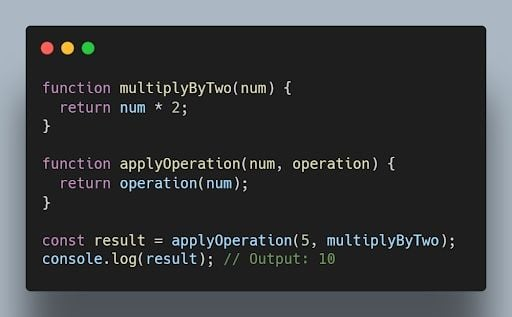 function multiplyByTwo(num) {
  return num * 2;
}

function applyOperation(num, operation) {
  return operation(num);
}

const result = applyOperation(5, multiplyByTwo);
console.log(result); // Output: 10